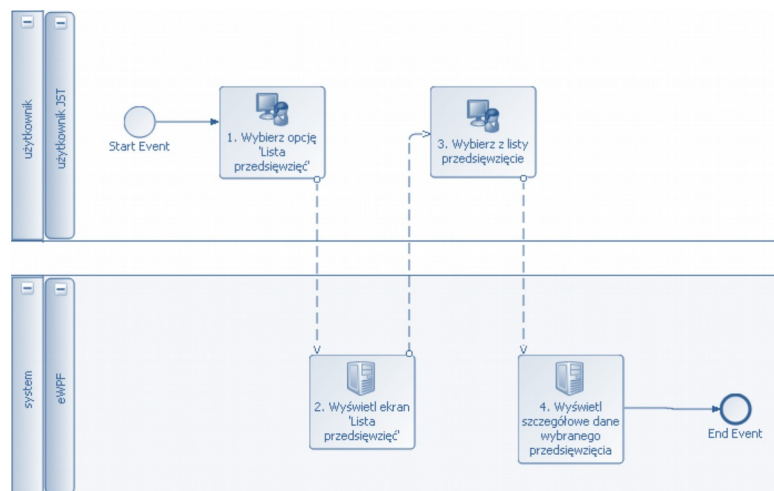 użytkownik
użytkownik JST
Start Event
1. Wybierz opcję
'Lista
przedsięwzięć'
3. Wybierz z listy
przedsięwzięcie
system
eWPF
2. Wyświetl ekran
'Lista
przedsięwzięć'
4. Wyświetl
szczegółowe dane
wybranego
przedsięwzięcia
End Event